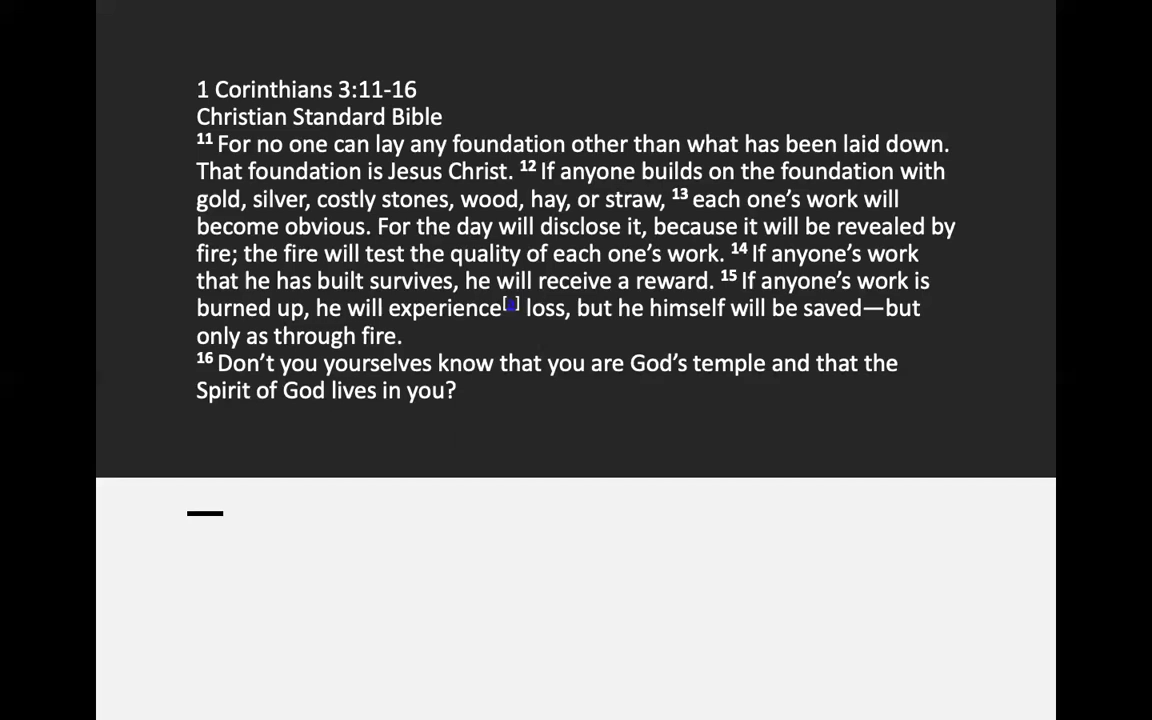 1 Corinthians 3:11-16
Christian Standard Bible
11 For no one can lay any foundation other than what has been laid down.
That foundation is Jesus Christ. 12 If anyone builds on the foundation with
gold, silver, costly stones, wood, hay, or straw, 13 each one’s work will
become obvious. For the day will disclose it, because it will be revealed by
fire; the fire will test the quality of each one’s work. 14 If anyone’s work
that he has built survives, he will receive a reward. 15 If anyone’s work is
burned up, he will experience[a] loss, but he himself will be saved—but
only as through fire.
16 Don’t you yourselves know that you are God’s temple and that the
Spirit of God lives in you?